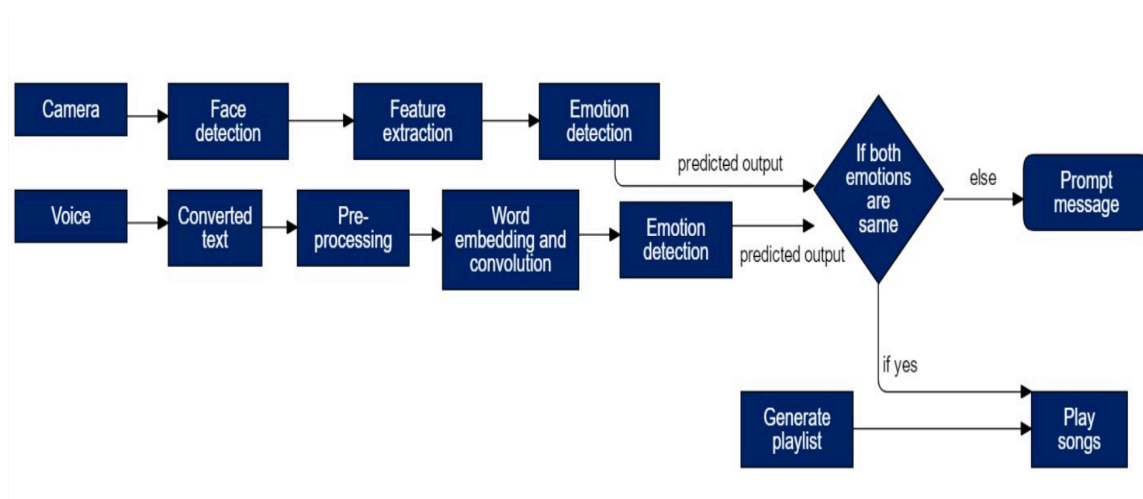 Camera
Face
detection
Feature
extraction
Emotion
detection
predicted output
If both
emotions
are
same
else
Prompt
message
Voice
Converted
text
Pre-
processing
Word
embedding and
convolution
Emotion
detection
predicted output
if yes
Generate
playlist
Play
songs